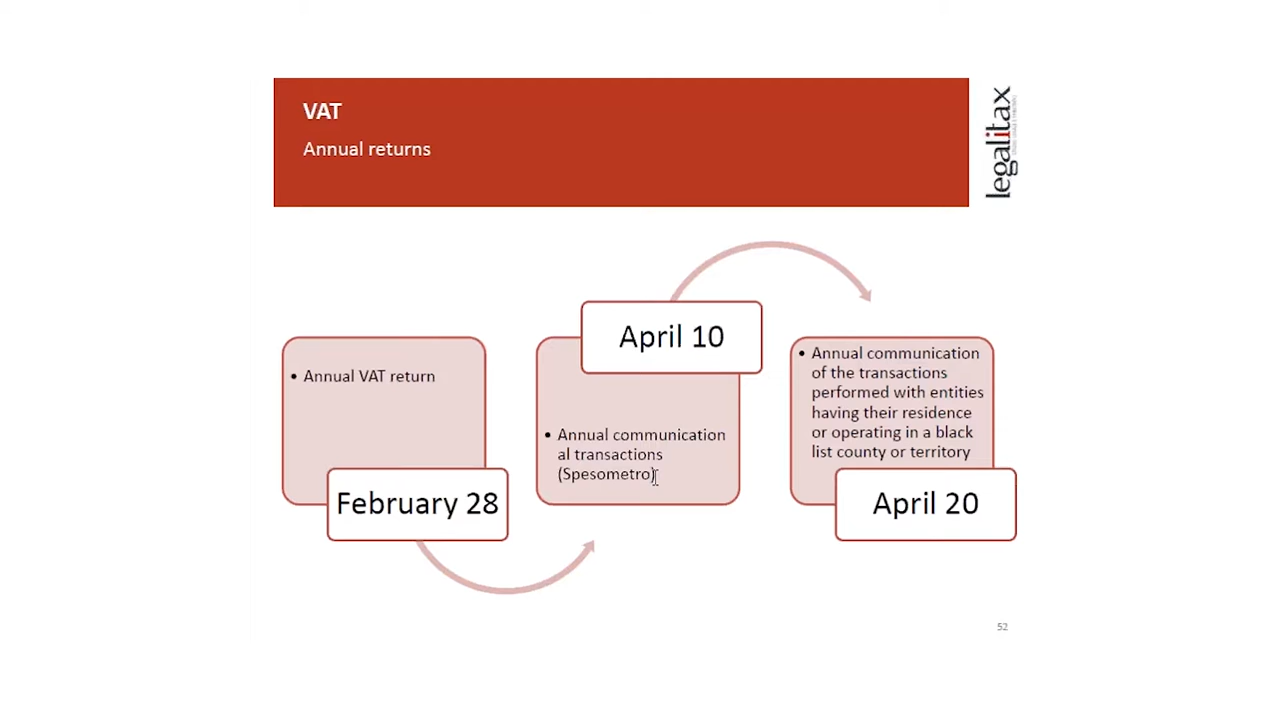 VAT
Annual returns
legalitax
• Annual VAT return
February 28
April 10
• Annual communication
al transactions
(Spesometro)
• Annual communication
of the transactions
performed with entities
having their residence
or operating in a black
list county or territory
April 20
52